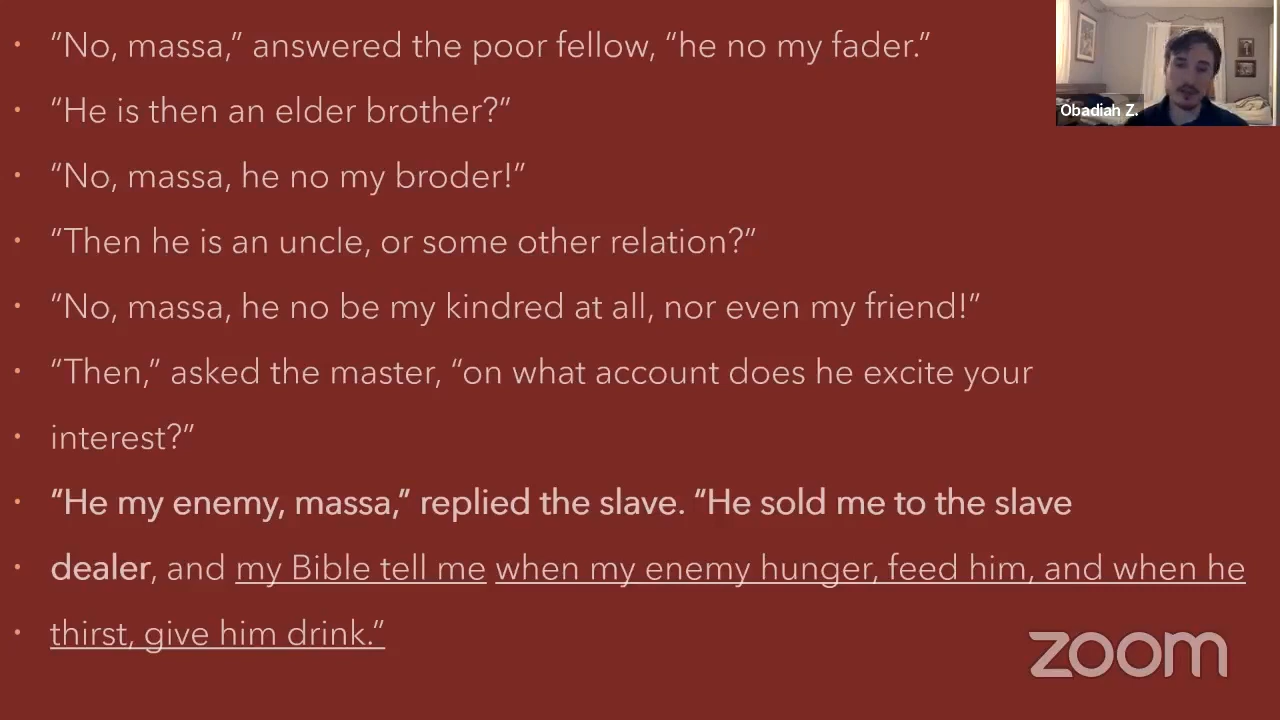 • “No, massa,” answered the poor fellow, “he no my fader.”
• “He is then an elder brother?”
• “No, massa, he no my broder!”
• “Then he is an uncle, or some other relation?”
• “No, massa, he no be my kindred at all, nor even my friend!”
• “Then,” asked the master, “on what account does he excite your
• interest?”
• “He my enemy, massa,” replied the slave. “He sold me to the slave
• dealer, and my Bible tell me when my enemy hunger, feed him, and when he
• thirst, give him drink.”
Obadiah Z.
zoom